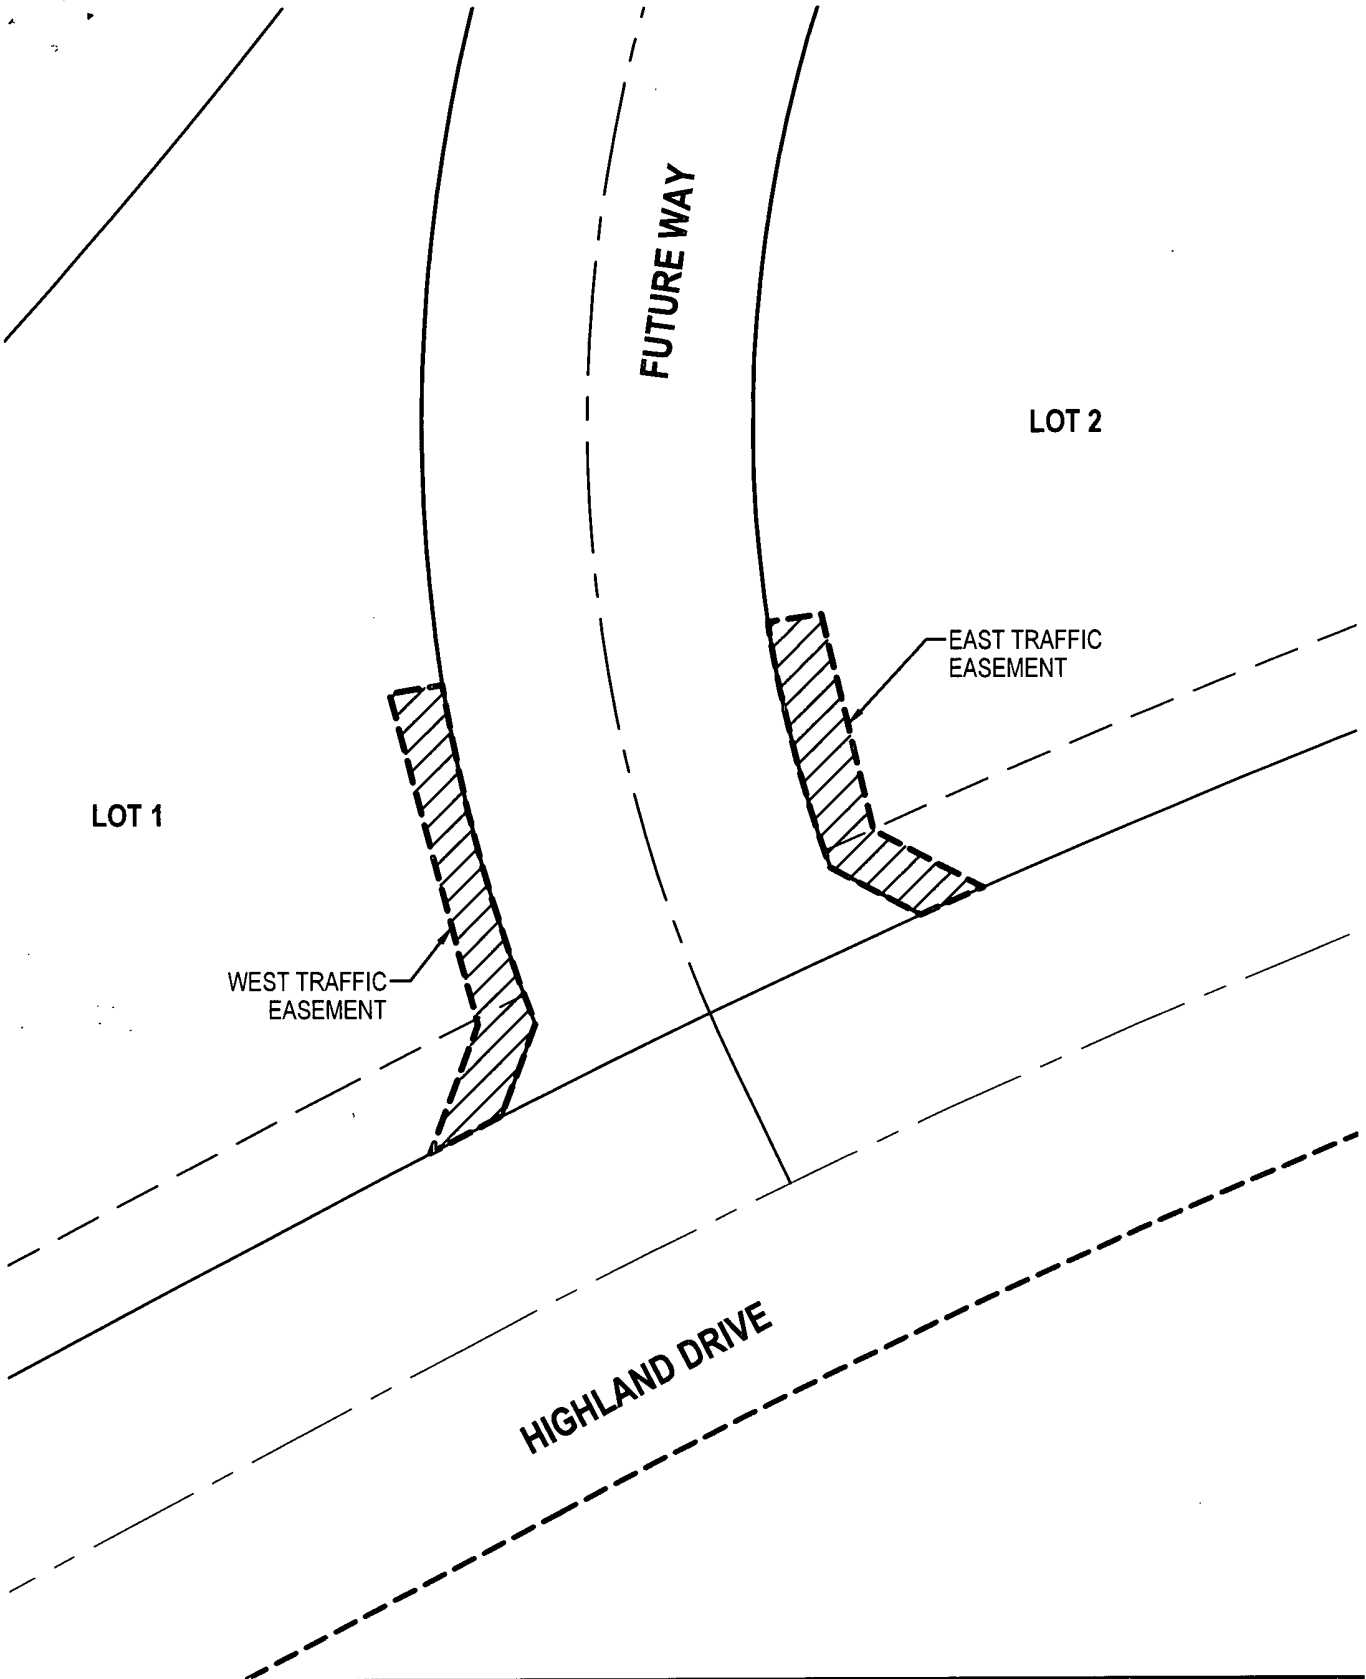 FUTURE WAY
LOT 2
EAST TRAFFIC
EASEMENT
LOT 1
WEST TRAFFIC
EASEMENT
HIGHLAND DRIVE